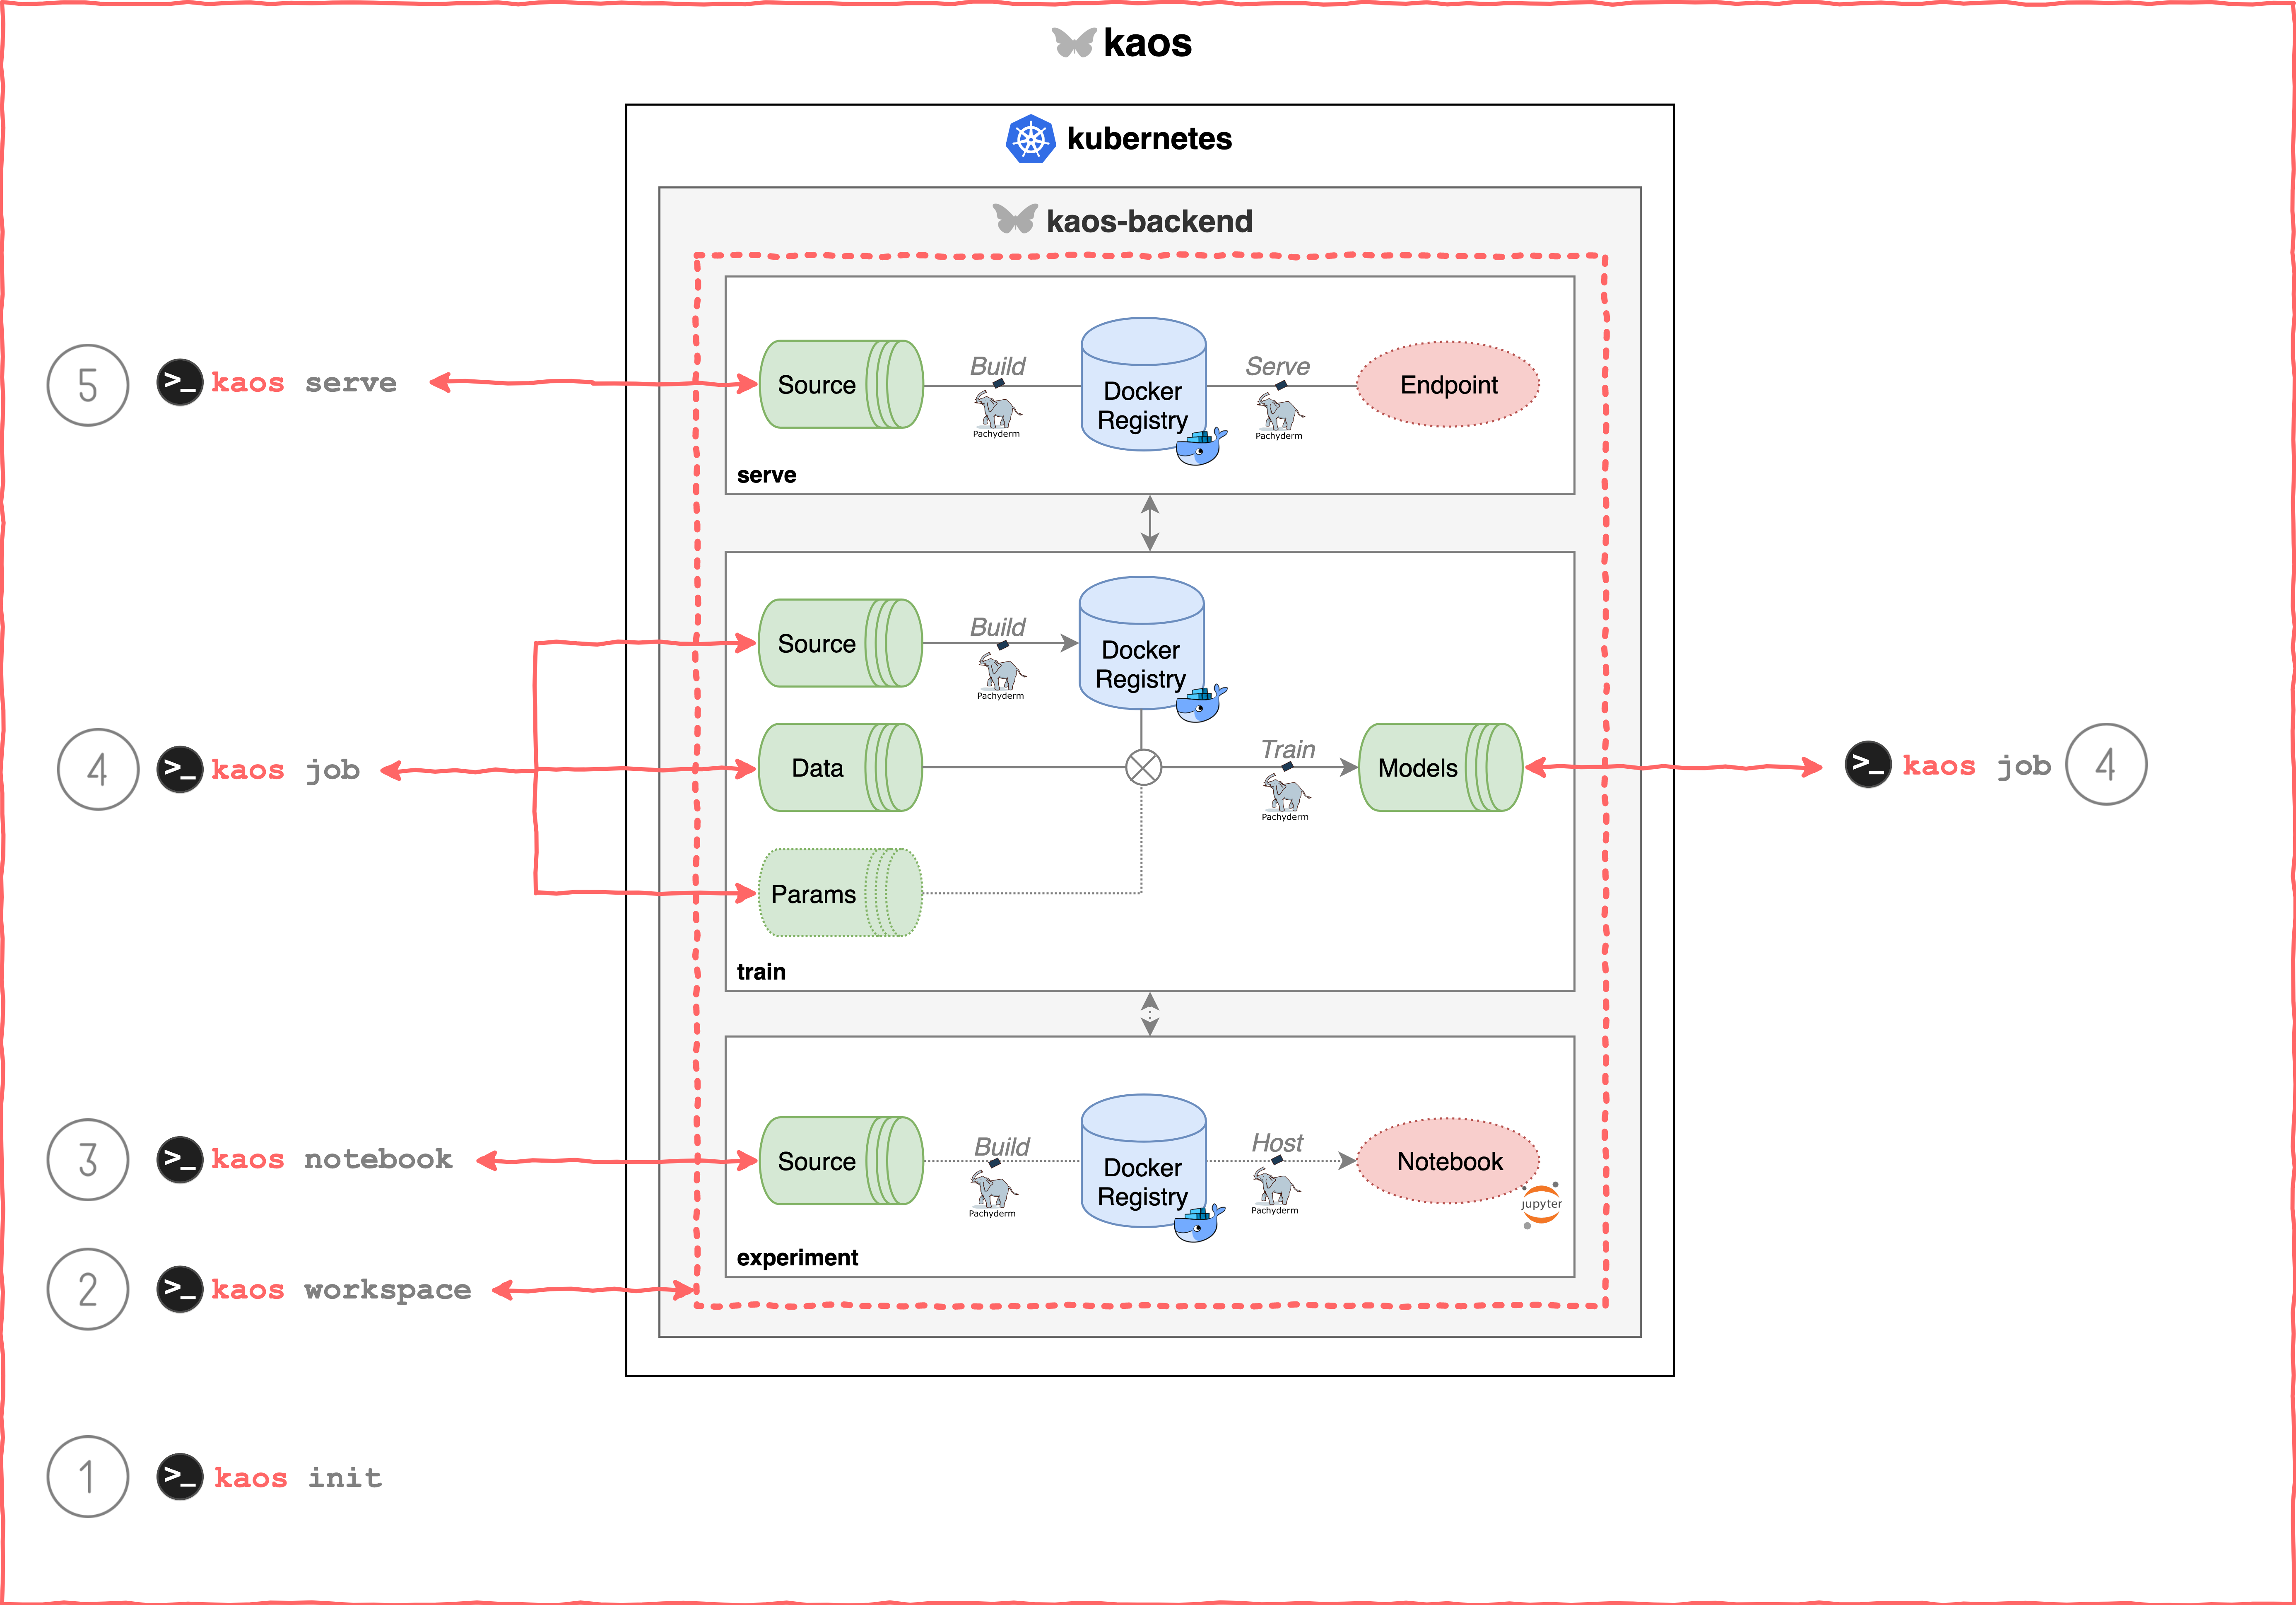 kaos
kubernetes
kaos-backend
5 >_ kaos serve
Source
Build
Pachyderm
Docker
Registry
Serve
Pachyderm
Endpoint
serve
Source
Build
Pachyderm
Docker
Registry
4 >_ kaos job
Data
Train
Pachyderm
Models
>_ kaos job 4
Params
train
3 >_ kaos notebook
Source
Build
Pachyderm
Docker
Registry
Host
Pachyderm
Notebook
jupyter
experiment
2 >_ kaos workspace
1 >_ kaos init